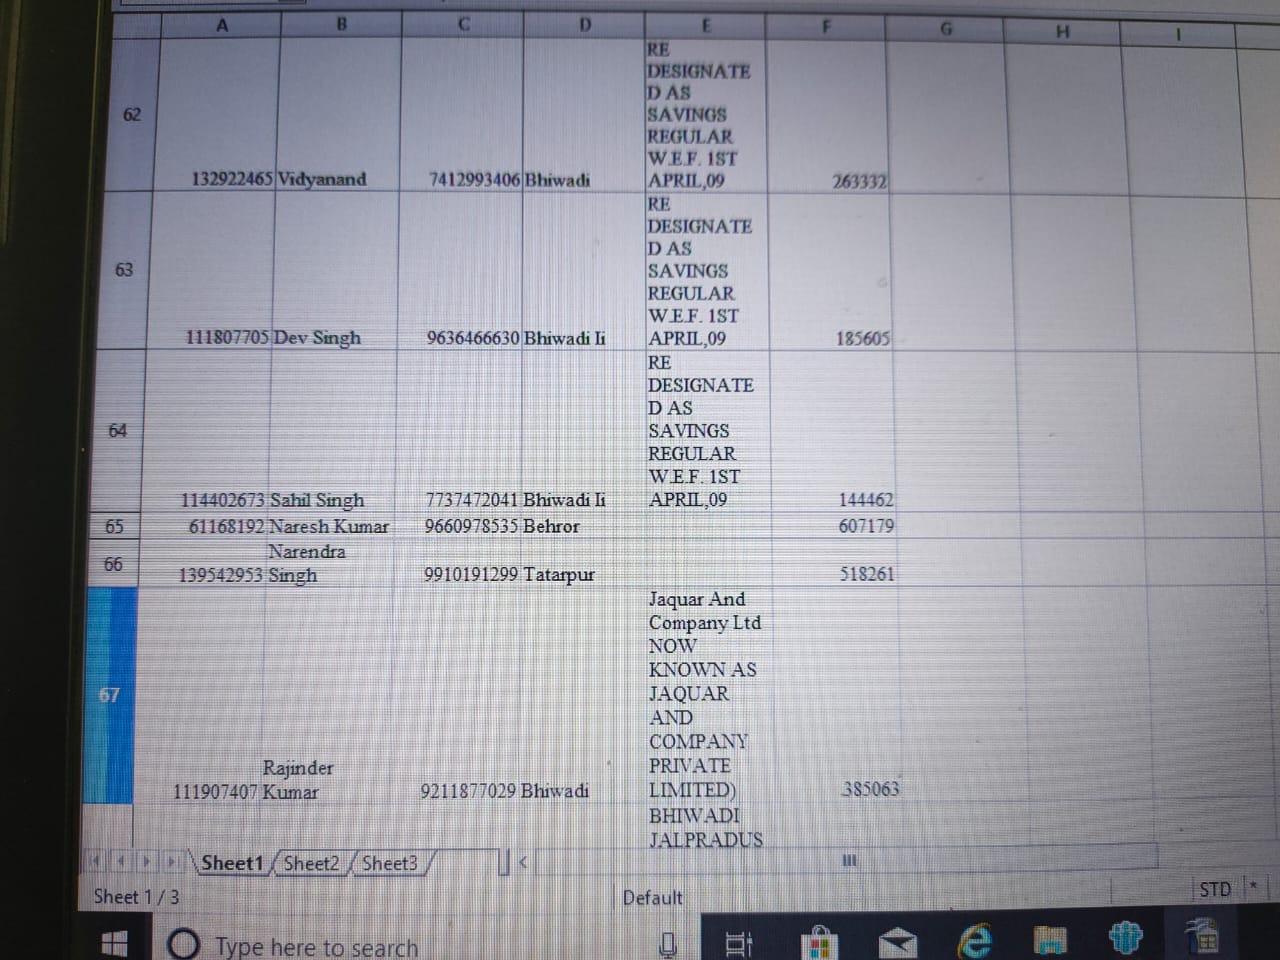 A B C D E F G H I
62
RE
DESIGNATE
D AS
SAVINGS
REGULAR
W.E.F. 1ST
132922465 Vidyanand 7412993406 Bhiwadi APRIL,09 263332
63
RE
DESIGNATE
D AS
SAVINGS
REGULAR
W.E.F. 1ST
111807705 Dev Singh 9636466630 Bhiwadi Ii APRIL,09 185605
64
RE
DESIGNATE
D AS
SAVINGS
REGULAR
W.E.F. 1ST
114402673 Sahil Singh 7737472041 Bhiwadi Ii APRIL,09 144462
65 61168192 Naresh Kumar 9660978535 Behror 607179
66 Narendra
139542953 Singh 9910191299 Tatarpur 518261
67
Jaquar And
Company Ltd
NOW
KNOWN AS
JAQUAR
AND
COMPANY
Rajinder PRIVATE
111907407 Kumar 9211877029 Bhiwadi LIMITED) 385063
BHIWADI
JALPRADUS
Sheet1 Sheet2 Sheet3
Sheet 1 / 3 Default STD *
Type here to search